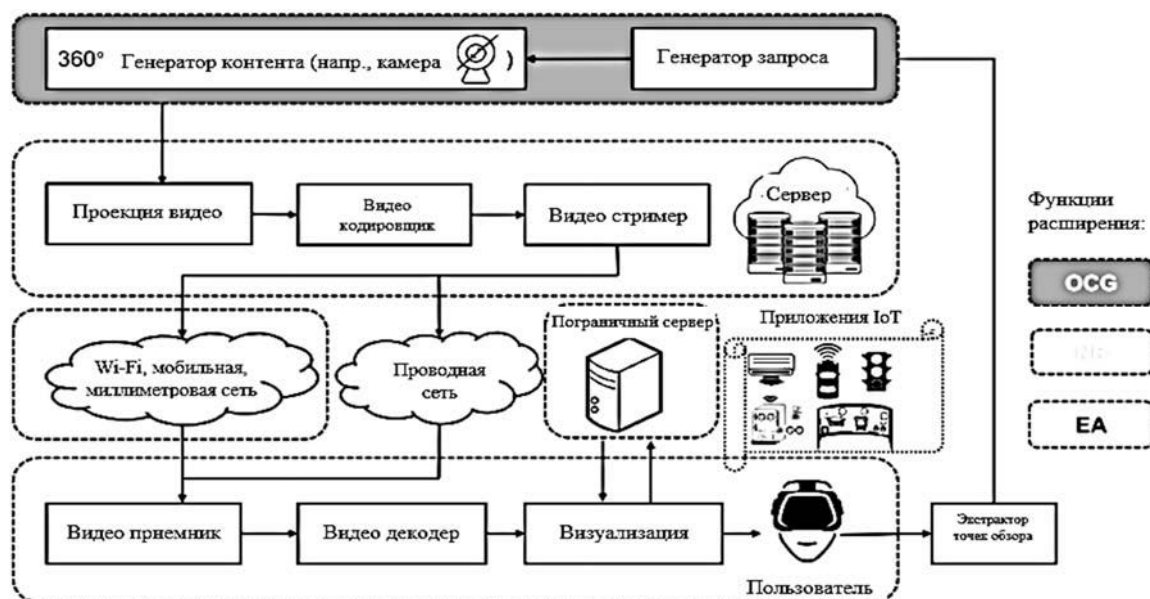 360° Генератор контента (напр., камера )
Генератор запроса
Проекция видео
Видео
кодировщик
Видео стример
Сервер
Функции
расширения:
OCG
EA
Wi-Fi, мобильная,
миллиметровая сеть
Проводная
сеть
Пограничный сервер
Приложения IoT
Видео приемник
Видео декодер
Визуализация
Пользователь
Экстрактор
точек обзора